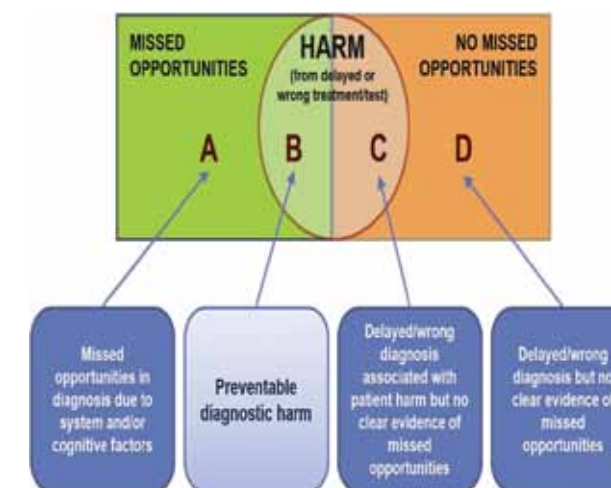 MISSED
OPPORTUNITIES
HARM
(from delayed or
wrong treatment/test)
NO MISSED
OPPORTUNITIES
A
B
C
D
Missed
opportunities in
diagnosis due to
system and/or
cognitive factors
Preventable
diagnostic harm
Delayed/wrong
diagnosis
associated with
patient harm but no
clear evidence of
missed
opportunities
Delayed/wrong
diagnosis but no
clear evidence of
missed
opportunities